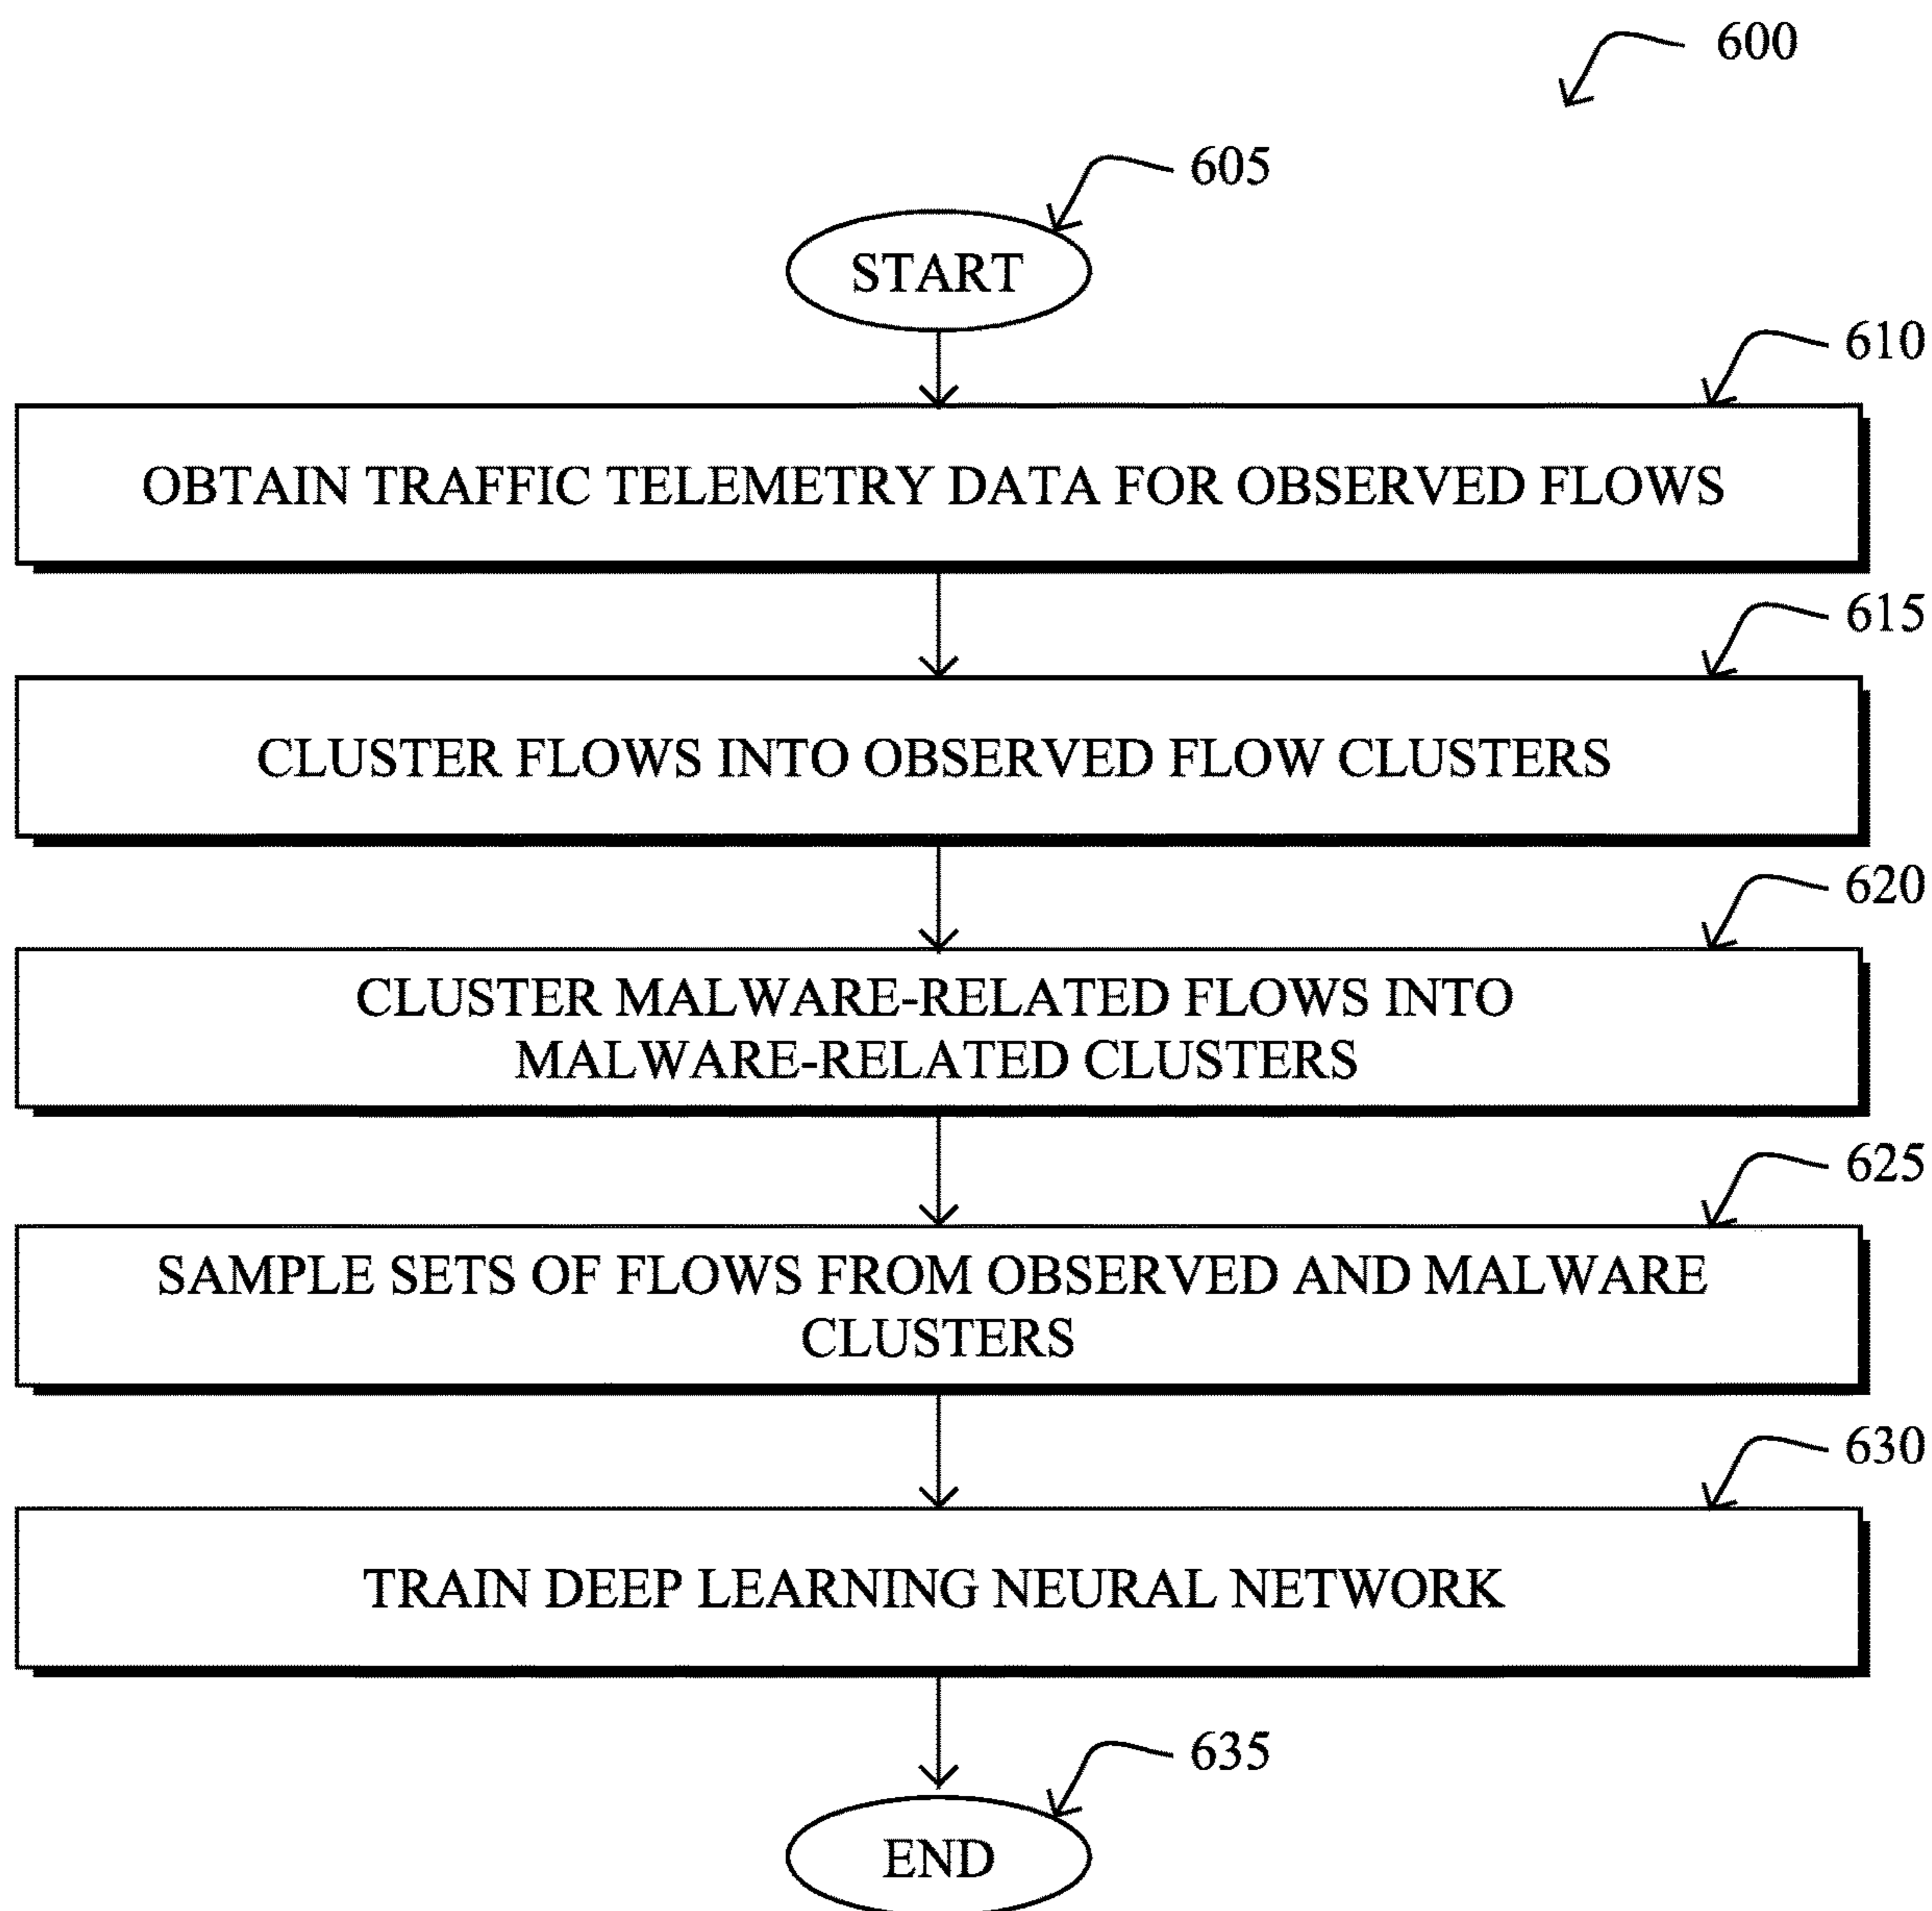 600
605
START
610
OBTAIN TRAFFIC TELEMETRY DATA FOR OBSERVED FLOWS
615
CLUSTER FLOWS INTO OBSERVED FLOW CLUSTERS
620
CLUSTER MALWARE-RELATED FLOWS INTO
MALWARE-RELATED CLUSTERS
625
SAMPLE SETS OF FLOWS FROM OBSERVED AND MALWARE
CLUSTERS
630
TRAIN DEEP LEARNING NEURAL NETWORK
635
END